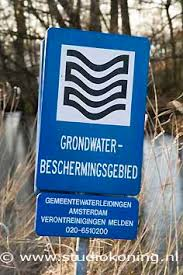 GRONDWATER-
BESCHERMINGSGEBIED
GEMEENTEWATERLEIDINGEN
AMSTERDAM
VERONTREINIGINGEN MELDEN
020-6510200
© www.studiokoning.nl